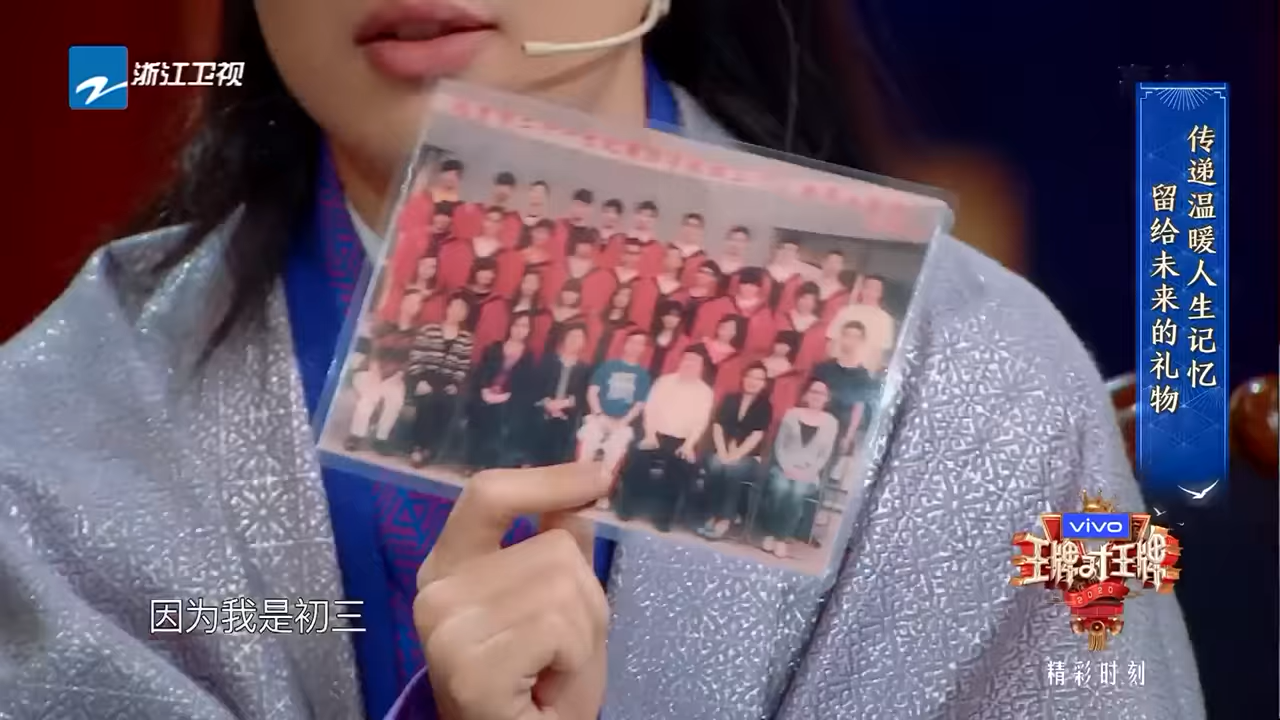 浙江卫视
传递温暖人生记忆
留给未来的礼物
vivo
王牌对王牌
2020
精彩时刻
因为我是初三